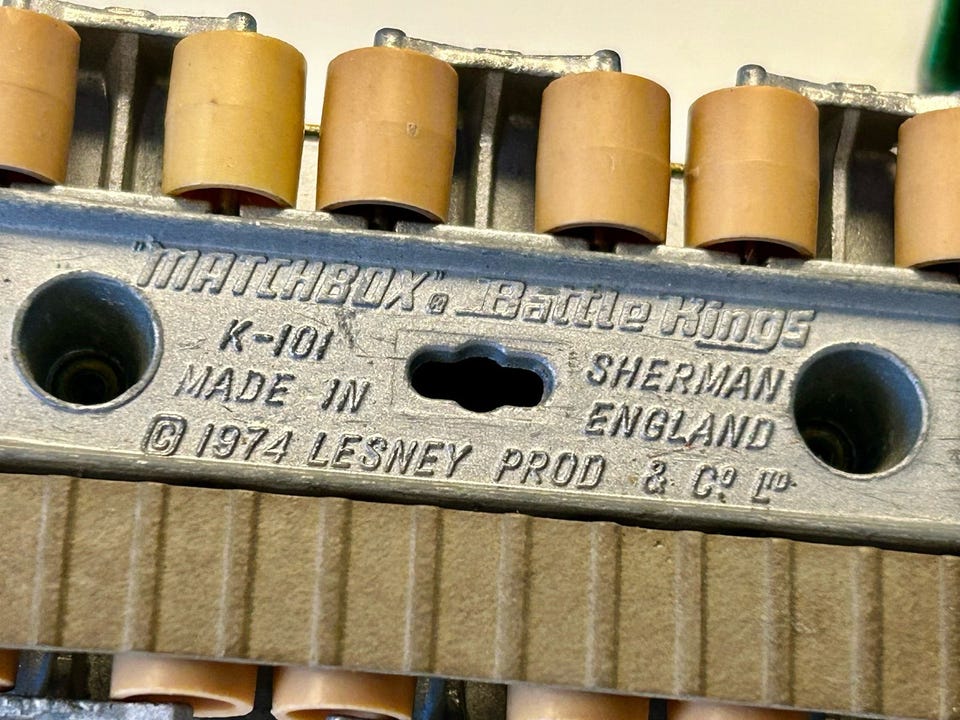 "MATCHBOX"® Battle Kings
K-101 SHERMAN
MADE IN ENGLAND
© 1974 LESNEY PROD & Cº Lᵀᴰ